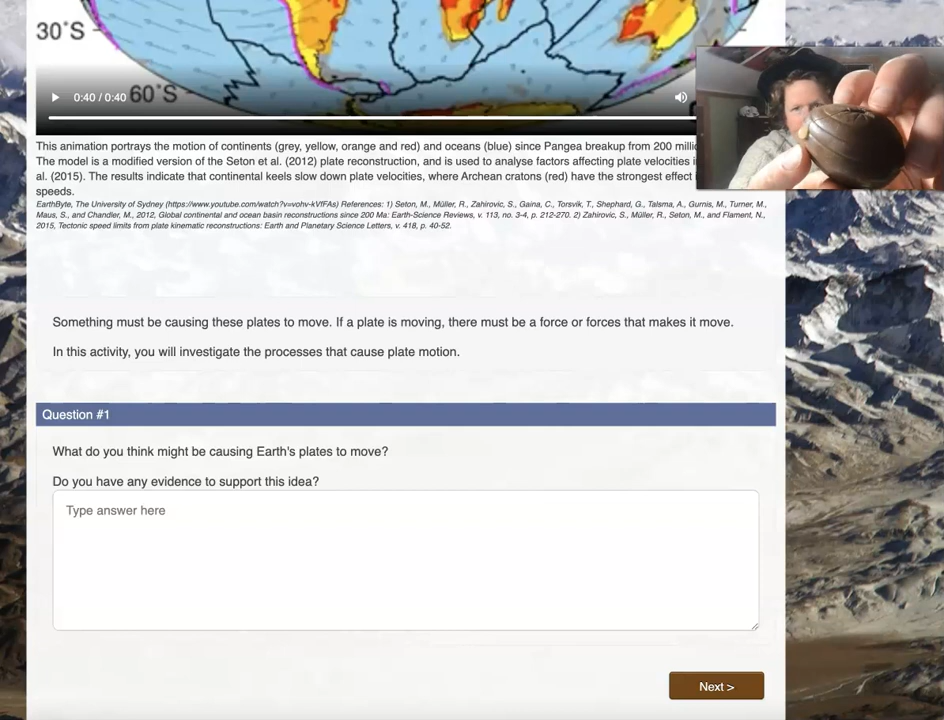 30°S
0:40 / 0:40
60°S
This animation portrays the motion of continents (grey, yellow, orange and red) and oceans (blue) since Pangea breakup from 200
The model is a modified version of the Seton et al. (2012) plate reconstruction, and is used to analyse factors affecting plate velocities
al. (2015). The results indicate that continental keels slow down plate velocities, where Archean cratons (red) have the strongest effect
speeds.
EarthByte, The University of Sydney (https://www.youtube.com/watch?v=vohv-kVfFAs) References: 1) Seton, M., Müller, R., Zahirovic, S., Gaina, C., Torsvik, T., Shephard, G., Talsma, A., Gurnis, M., Turner, M.,
Maus, S., and Chandler, M., 2012, Global continental and ocean basin reconstructions since 200 Ma: Earth-Science Reviews, v. 113, no. 3-4, p. 212-270. 2) Zahirovic, S., Müller, R., Seton, M., and Flament, N.,
2015, Tectonic speed limits from plate kinematic reconstructions: Earth and Planetary Science Letters, v. 418, p. 40-52.
Something must be causing these plates to move. If a plate is moving, there must be a force or forces that makes it move.
In this activity, you will investigate the processes that cause plate motion.
Question #1
What do you think might be causing Earth's plates to move?
Do you have any evidence to support this idea?
Type answer here
Next >